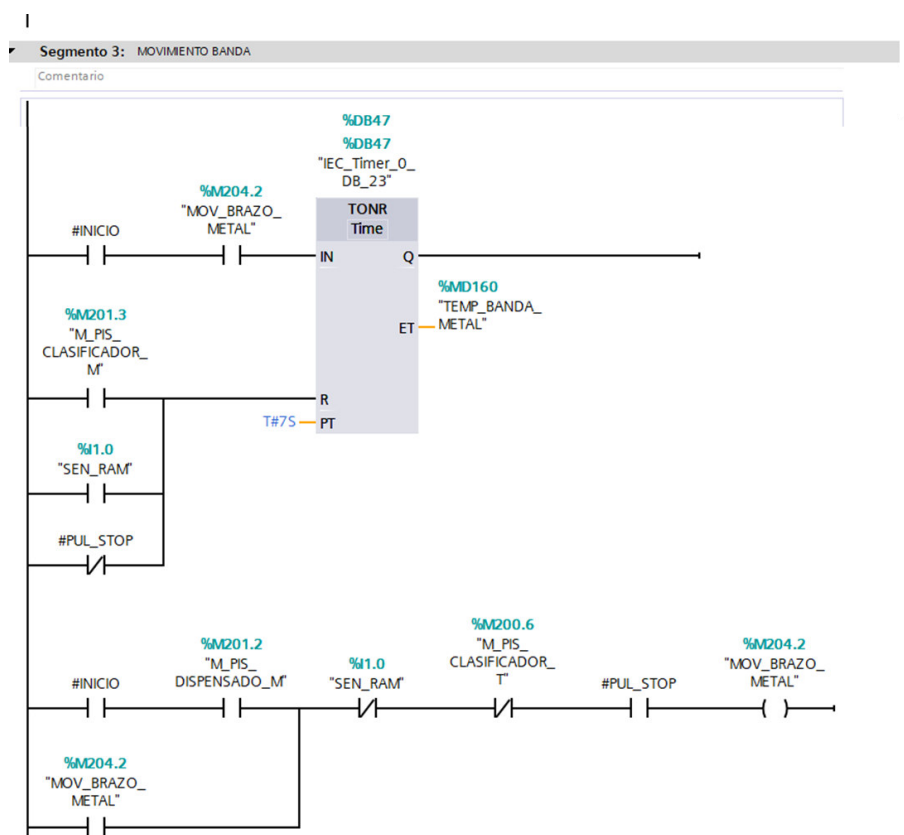 Segmento 3: MOVIMIENTO BANDA
Comentario
%DB47
%DB47
"IEC_Timer_0_
DB_23"
%M204.2
"MOV_BRAZO_
METAL"
#INICIO
TONR
Time
IN
Q
%MD160
"TEMP_BANDA_
METAL"
ET
%M201.3
"M_PIS_
CLASIFICADOR_
M"
R
T#7S
PT
%I1.0
"SEN_RAM"
#PUL_STOP
#INICIO
%M201.2
"M_PIS_
DISPENSADO_M"
%I1.0
"SEN_RAM"
%M200.6
"M_PIS_
CLASIFICADOR_
T"
#PUL_STOP
%M204.2
"MOV_BRAZO_
METAL"
%M204.2
"MOV_BRAZO_
METAL"